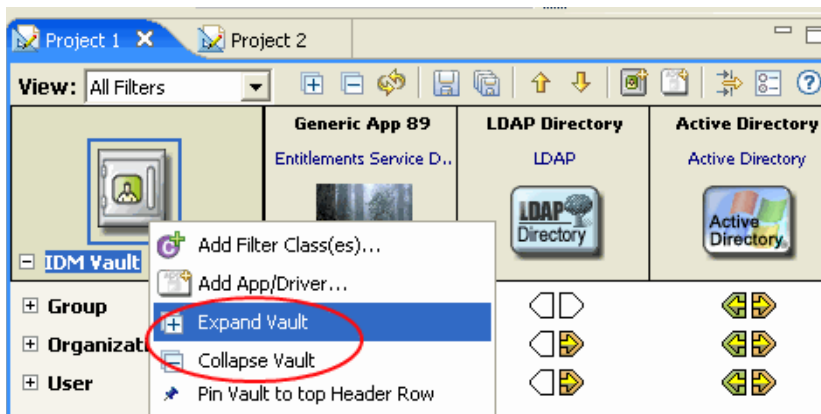 Project 1
Project 2
View: All Filters
Generic App 89
LDAP Directory
Active Directory
Entitlements Service D..
LDAP
Active Directory
LDAP
Directory
Active
Directory
IDM Vault
Add Filter Class(es)...
Add App/Driver...
Expand Vault
Collapse Vault
Pin Vault to top Header Row
Group
Organizati
User